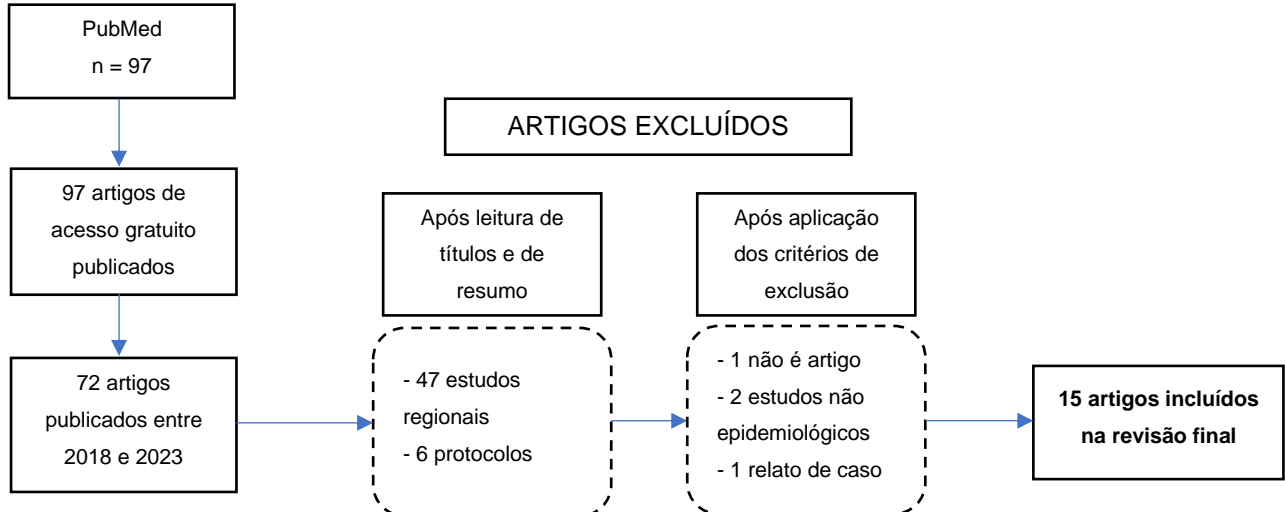 PubMed
n = 97
97 artigos de
acesso gratuito
publicados
72 artigos
publicados entre
2018 e 2023
ARTIGOS EXCLUÍDOS
Após leitura de
títulos e de
resumo
- 47 estudos
regionais
- 6 protocolos
Após aplicação
dos critérios de
exclusão
- 1 não é artigo
- 2 estudos não
epidemiológicos
- 1 relato de caso
15 artigos incluídos
na revisão final